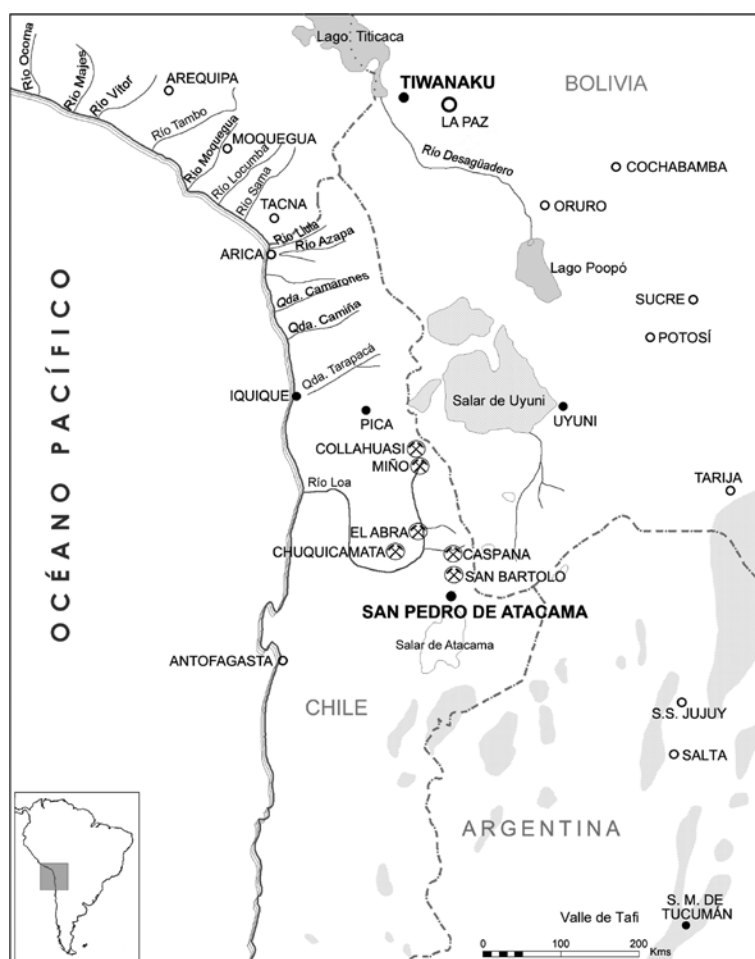 Lago. Titicaca
Río Ocoma
Río Majes
Río Vítor
AREQUIPA
TIWANAKU
BOLIVIA
LA PAZ
Río Tambo
Río Moquegua
MOQUEGUA
Río Locumba
Río Sama
Río Desagüadero
COCHABAMBA
TACNA
ORURO
Río Lluta
Río Azapa
ARICA
Lago Poopó
Qda. Camarones
SUCRE
Qda. Camiña
POTOSÍ
OCÉANO PACÍFICO
Qda. Tarapacá
IQUIQUE
PICA
Salar de Uyuni
UYUNI
COLLAHUASI
MIÑO
TARIJA
Río Loa
EL ABRA
CHUQUICAMATA
CASPANA
SAN BARTOLO
SAN PEDRO DE ATACAMA
Salar de Atacama
ANTOFAGASTA
CHILE
S.S. JUJUY
SALTA
ARGENTINA
S. M. DE
TUCUMÁN
Valle de Tafi
0 100 200
Kms